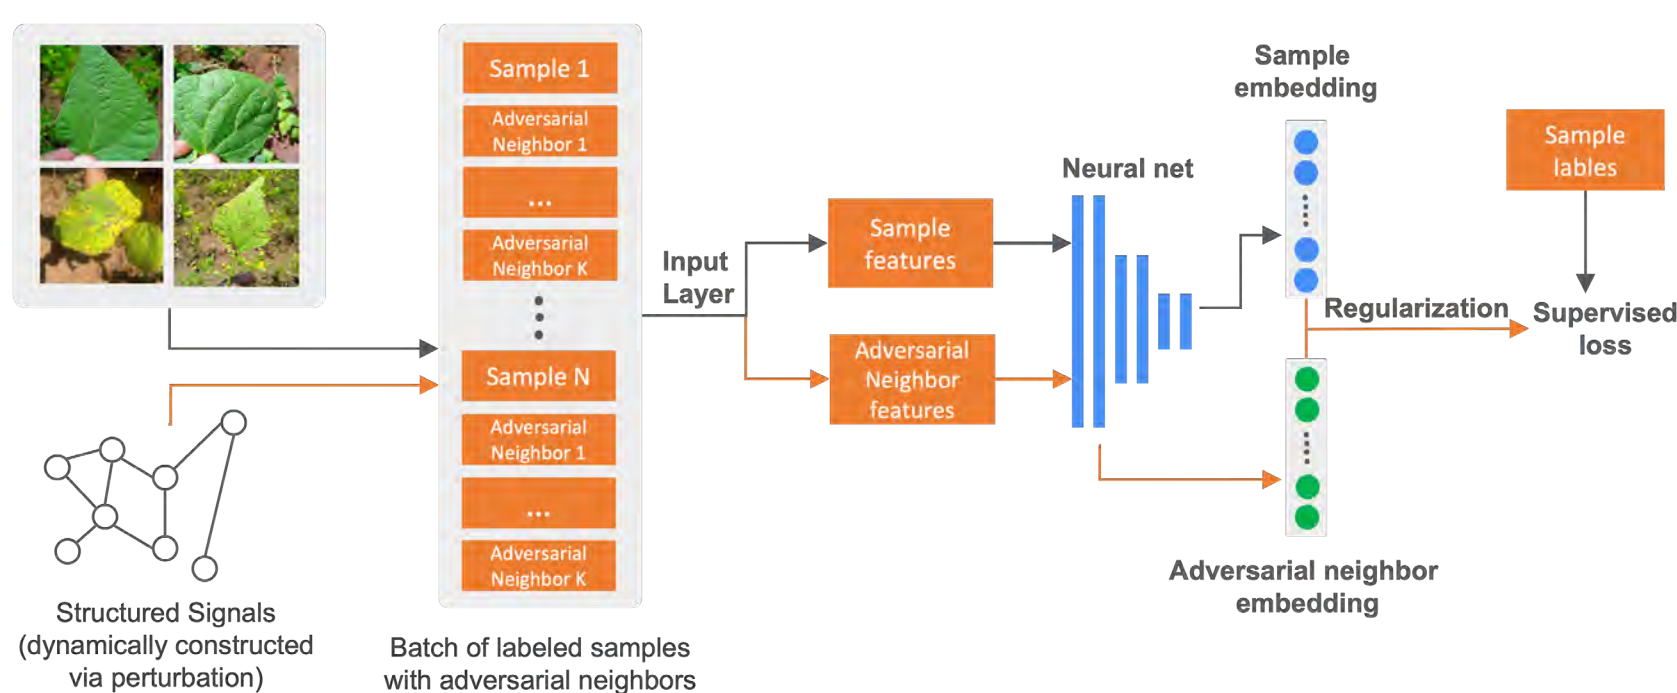 Structured Signals
(dynamically constructed
via perturbation)
Sample 1
Adversarial
Neighbor 1
...
Adversarial
Neighbor K
Sample N
Adversarial
Neighbor 1
...
Adversarial
Neighbor K
Batch of labeled samples
with adversarial neighbors
Input
Layer
Sample
features
Adversarial
Neighbor
features
Neural net
Sample
embedding
Adversarial neighbor
embedding
Regularization
Sample
lables
Supervised
loss